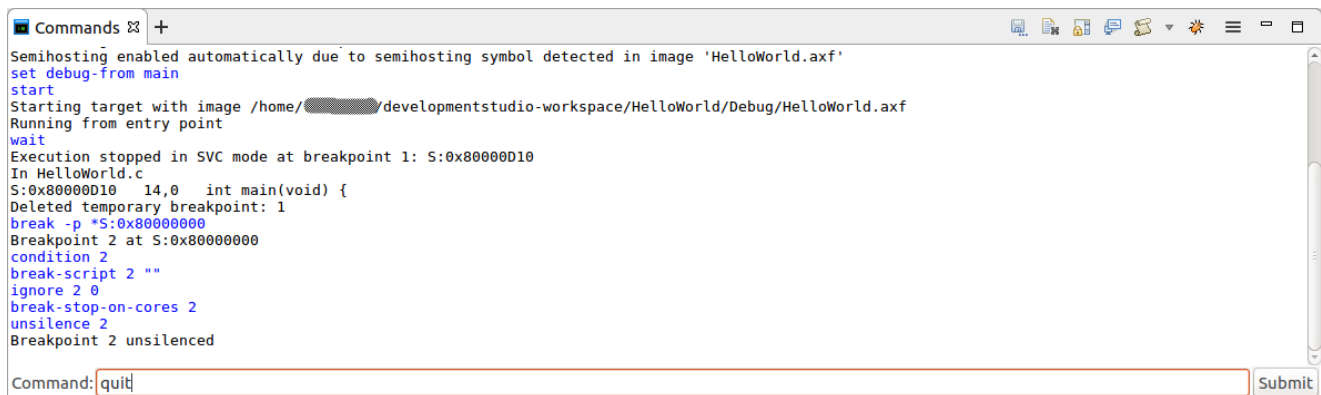 Commands
Semihosting enabled automatically due to semihosting symbol detected in image 'HelloWorld.axf'
set debug-from main
start
Starting target with image /home/ /developmentstudio-workspace/HelloWorld/Debug/HelloWorld.axf
Running from entry point
wait
Execution stopped in SVC mode at breakpoint 1: S:0x80000D10
In HelloWorld.c
S:0x80000D10   14,0   int main(void) {
Deleted temporary breakpoint: 1
break -p *S:0x80000000
Breakpoint 2 at S:0x80000000
condition 2
break-script 2 ""
ignore 2 0
break-stop-on-cores 2
unsilence 2
Breakpoint 2 unsilenced
Command: quit Submit